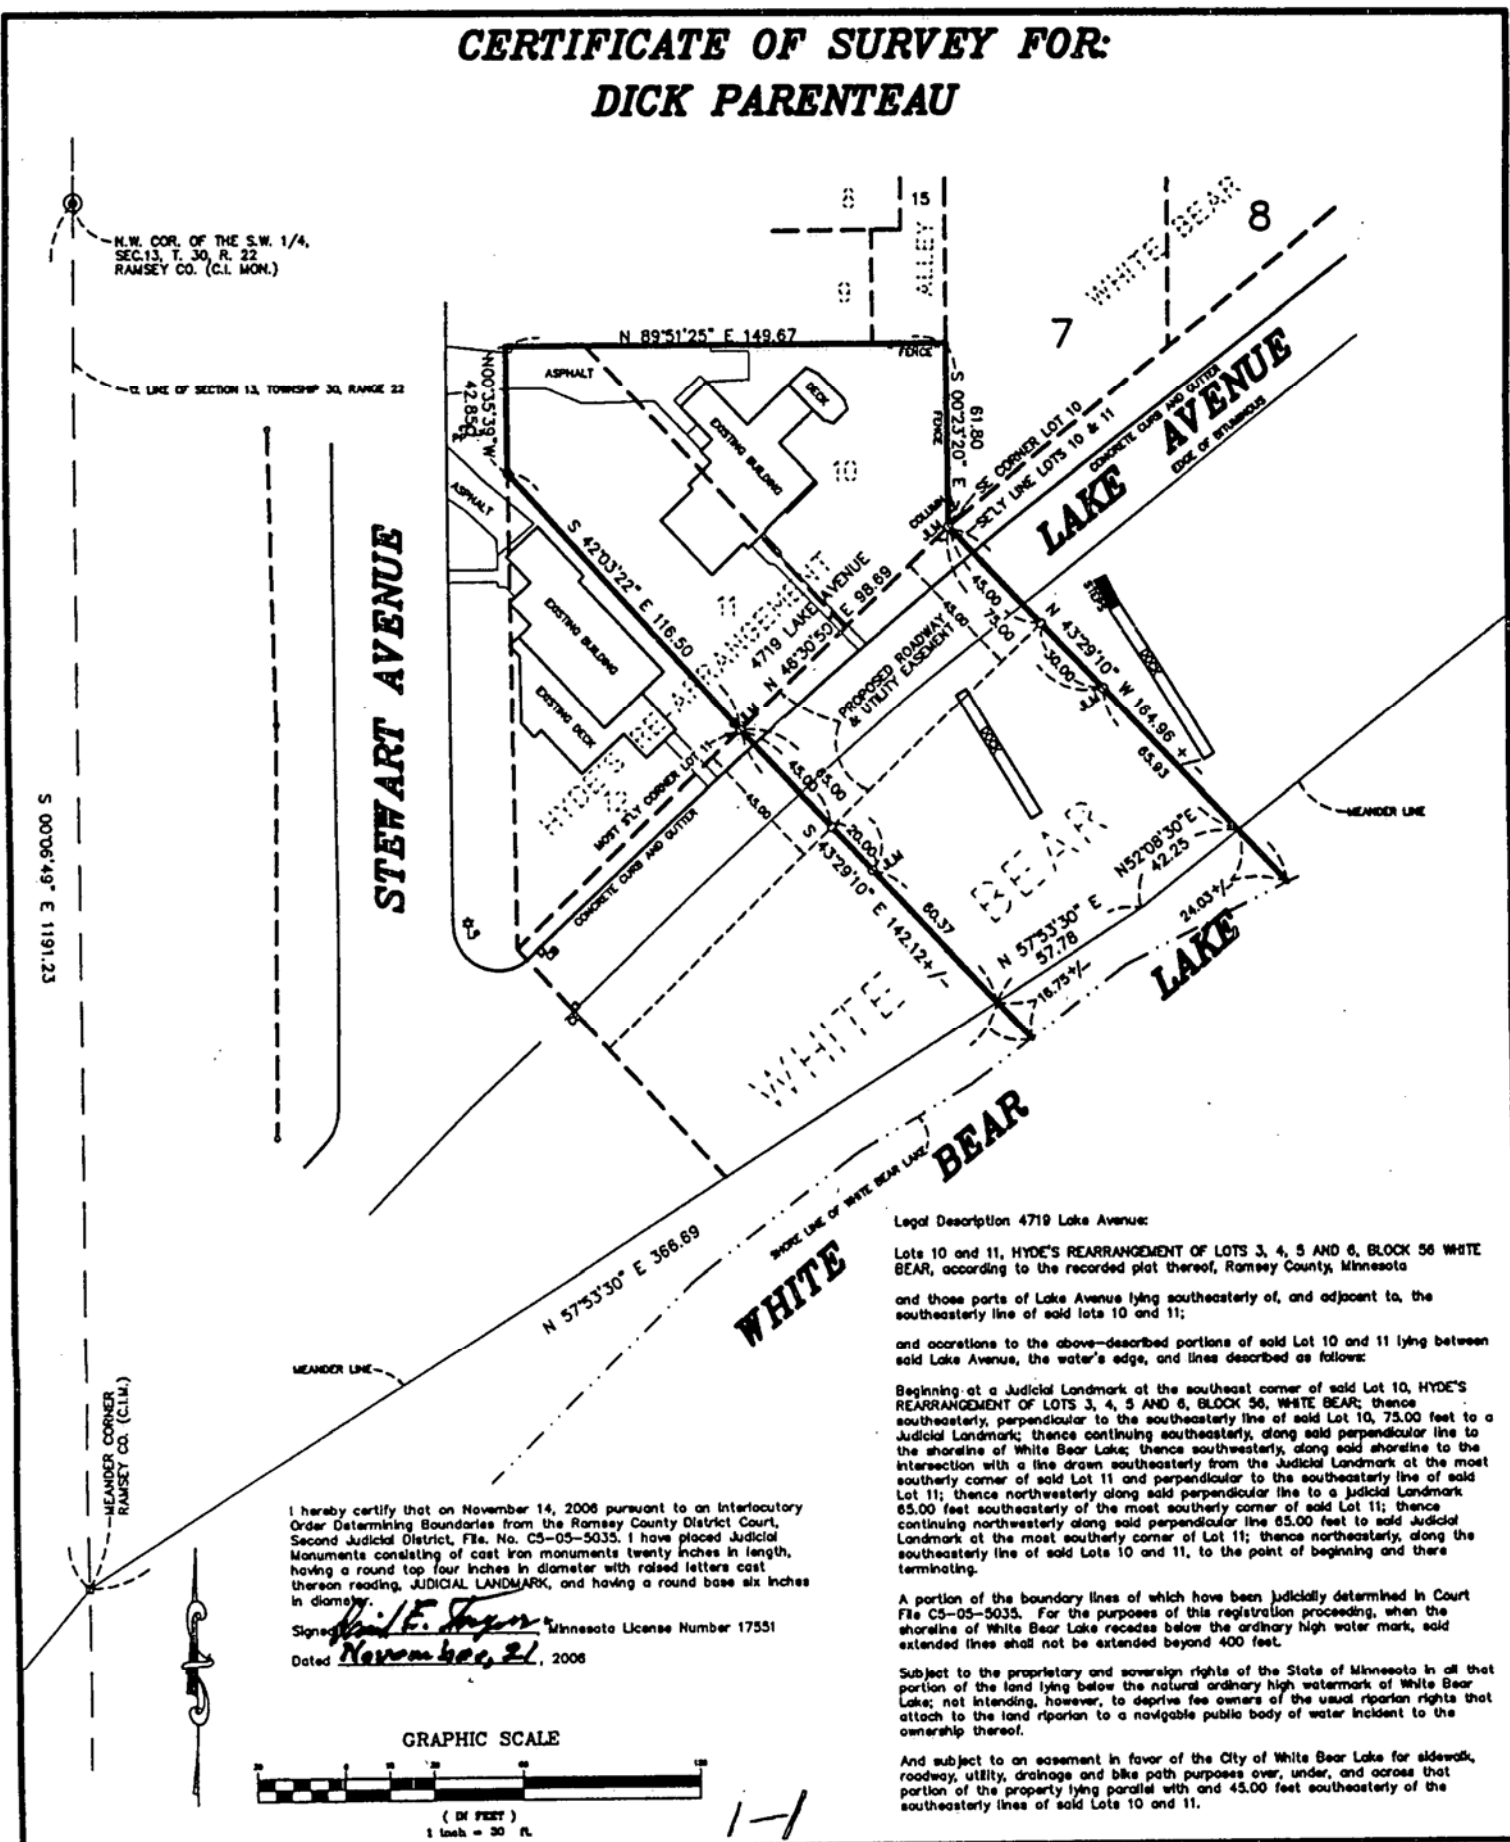 CERTIFICATE OF SURVEY FOR:
DICK PARENTEAU
N.W. COR. OF THE S.W. 1/4,
SEC.13, T. 30, R. 22
RAMSEY CO. (C.I. MON.)
LINE OF SECTION 13, TOWNSHIP 30, RANGE 22
S 00°06'49" E 1191.23
STEWART AVENUE
8
15
ALLEY
WHITE BEAR
8
7
N 89°51'25" E 149.67
FENCE
ASPHALT
N00°35'39"W
42.85
PP
ASPHALT
DECK
EXISTING BUILDING
10
S 00°23'20" E
61.80
FENCE
SE CORNER LOT 10
SE'LY LINE LOTS 10 & 11
CONCRETE CURB AND GUTTER
EDGE OF BITUMINOUS
LAKE AVENUE
COLUMN
JLM
S 42°03'22" E 116.50
11
HYDE'S RE-ARRANGEMENT
4719 LAKE AVENUE
N 46°30'50" E 98.69
EXISTING BUILDING
EXISTING DECK
12
MOST S'LY CORNER LOT 11
CONCRETE CURB AND GUTTER
JLM
45.00
PROPOSED ROADWAY
& UTILITY EASEMENT
45.00
45.00
75.00
30.00
JLM
N 43°29'10" W 164.96 +
65.93
STEPS
DOCK
DOCK
45.00
65.00
20.00
JLM
S 43°29'10" E 142.12+/-
60.37
WHITE BEAR
N52°08'30"E
42.25
N 57°53'30" E
57.78
24.03+/-
16.75+/-
MEANDER LINE
WHITE BEAR LAKE
SHORE LINE OF WHITE BEAR LAKE
N 57°53'30" E 366.69
MEANDER LINE
MEANDER CORNER
RAMSEY CO. (C.I.M.)
Legal Description 4719 Lake Avenue:
Lots 10 and 11, HYDE'S REARRANGEMENT OF LOTS 3, 4, 5 AND 6, BLOCK 56 WHITE
BEAR, according to the recorded plat thereof, Ramsey County, Minnesota
and those parts of Lake Avenue lying southeasterly of, and adjacent to, the
southeasterly line of said lots 10 and 11;
and accretions to the above-described portions of said Lot 10 and 11 lying between
said Lake Avenue, the water's edge, and lines described as follows:
Beginning at a Judicial Landmark at the southeast corner of said Lot 10, HYDE'S
REARRANGEMENT OF LOTS 3, 4, 5 AND 6, BLOCK 56, WHITE BEAR; thence
southeasterly, perpendicular to the southeasterly line of said Lot 10, 75.00 feet to a
Judicial Landmark; thence continuing southeasterly, along said perpendicular line to
the shoreline of White Bear Lake; thence southwesterly, along said shoreline to the
intersection with a line drawn southeasterly from the Judicial Landmark at the most
southerly corner of said Lot 11 and perpendicular to the southeasterly line of said
Lot 11; thence northwesterly along said perpendicular line to a Judicial Landmark
65.00 feet southeasterly of the most southerly corner of said Lot 11; thence
continuing northwesterly along said perpendicular line 65.00 feet to said Judicial
Landmark at the most southerly corner of Lot 11; thence northeasterly, along the
southeasterly line of said Lots 10 and 11, to the point of beginning and there
terminating.
A portion of the boundary lines of which have been judicially determined in Court
File C5-05-5035. For the purposes of this registration proceeding, when the
shoreline of White Bear Lake recedes below the ordinary high water mark, said
extended lines shall not be extended beyond 400 feet.
Subject to the proprietary and sovereign rights of the State of Minnesota in all that
portion of the land lying below the natural ordinary high watermark of White Bear
Lake; not intending, however, to deprive fee owners of the usual riparian rights that
attach to the land riparian to a navigable public body of water incident to the
ownership thereof.
And subject to an easement in favor of the City of White Bear Lake for sidewalk,
roadway, utility, drainage and bike path purposes over, under, and across that
portion of the property lying parallel with and 45.00 feet southeasterly of the
southeasterly lines of said Lots 10 and 11.
I hereby certify that on November 14, 2006 pursuant to an Interlocutory
Order Determining Boundaries from the Ramsey County District Court,
Second Judicial District, File. No. C5-05-5035. I have placed Judicial
Monuments consisting of cast iron monuments twenty inches in length,
having a round top four inches in diameter with raised letters cast
thereon reading, JUDICIAL LANDMARK, and having a round base six inches
in diameter.
Signed Minnesota License Number 17551
Dated November, 21, 2006
GRAPHIC SCALE
( IN FEET )
1 inch = 30 ft.
1-1